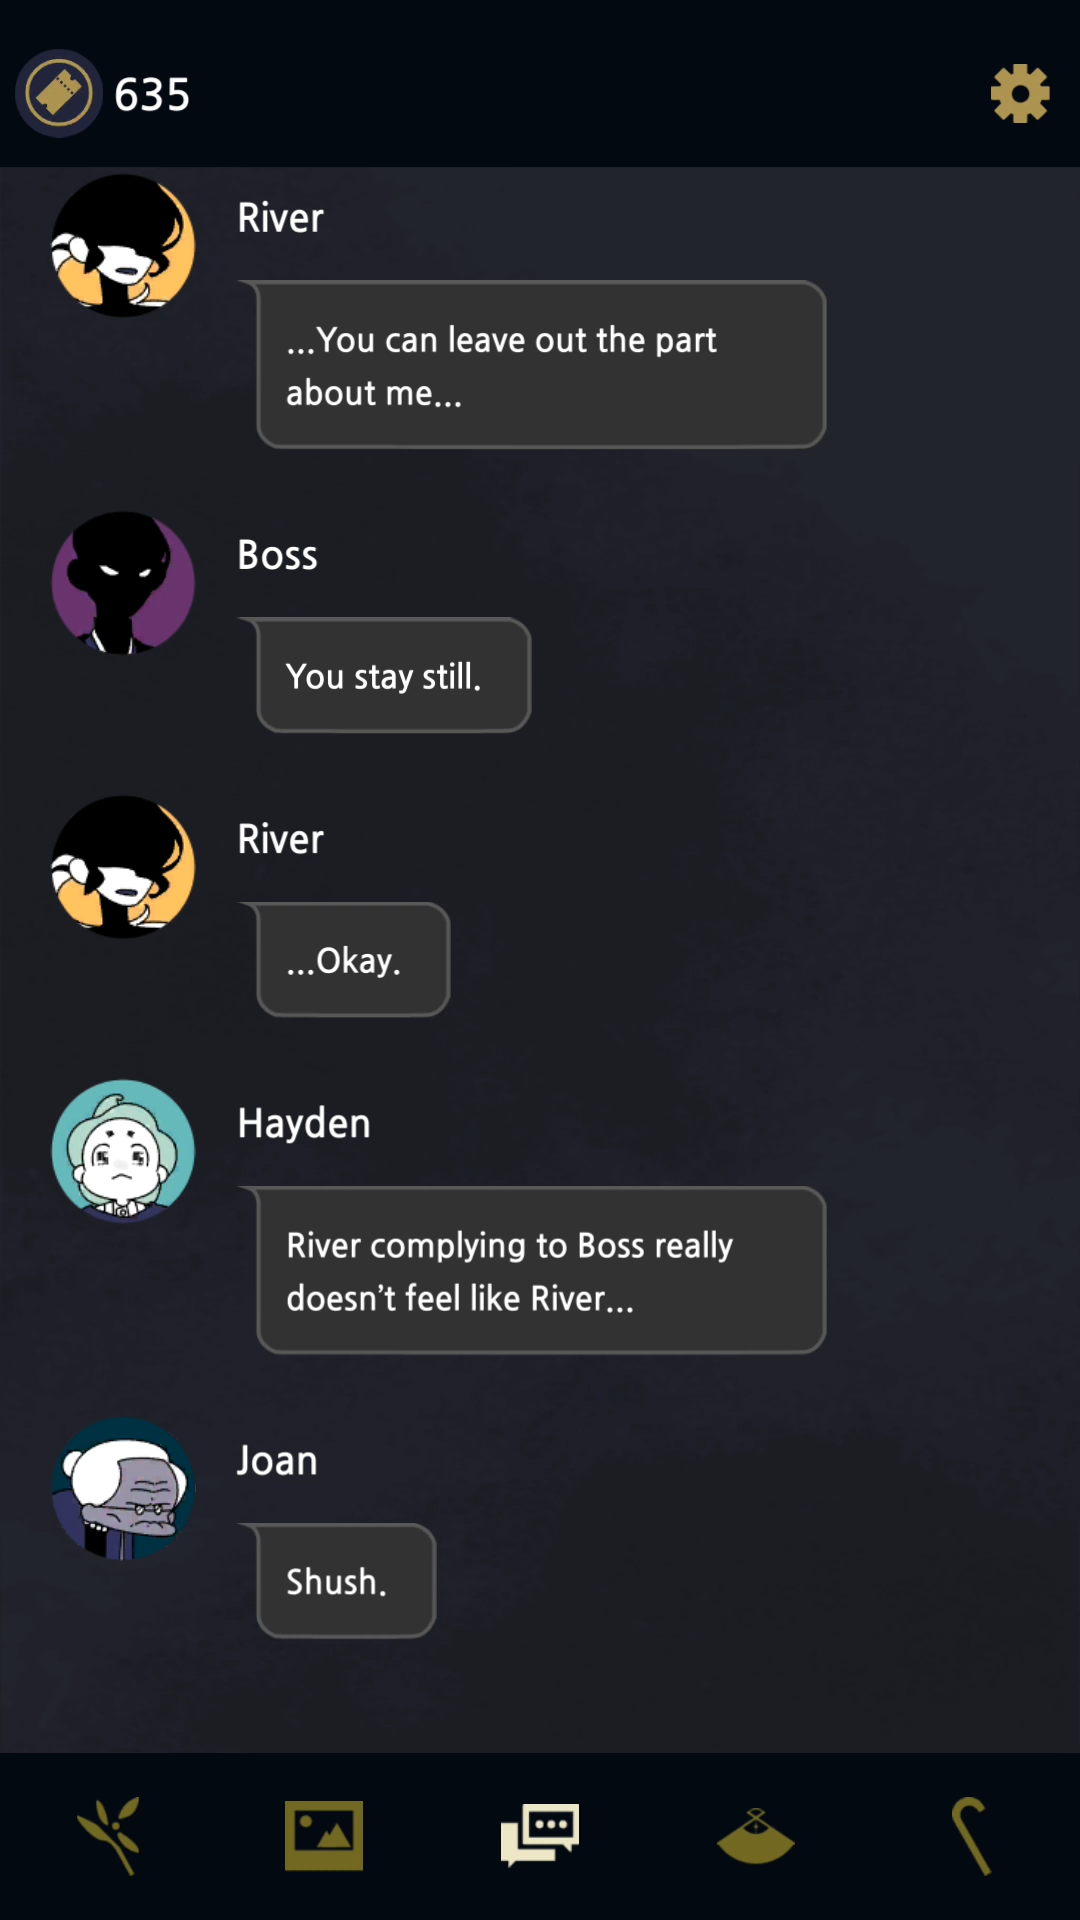 635
River
...You can leave out the part
about me...
Boss
You stay still.
River
...Okay.
Hayden
River complying to Boss really
doesn’t feel like River...
Joan
Shush.